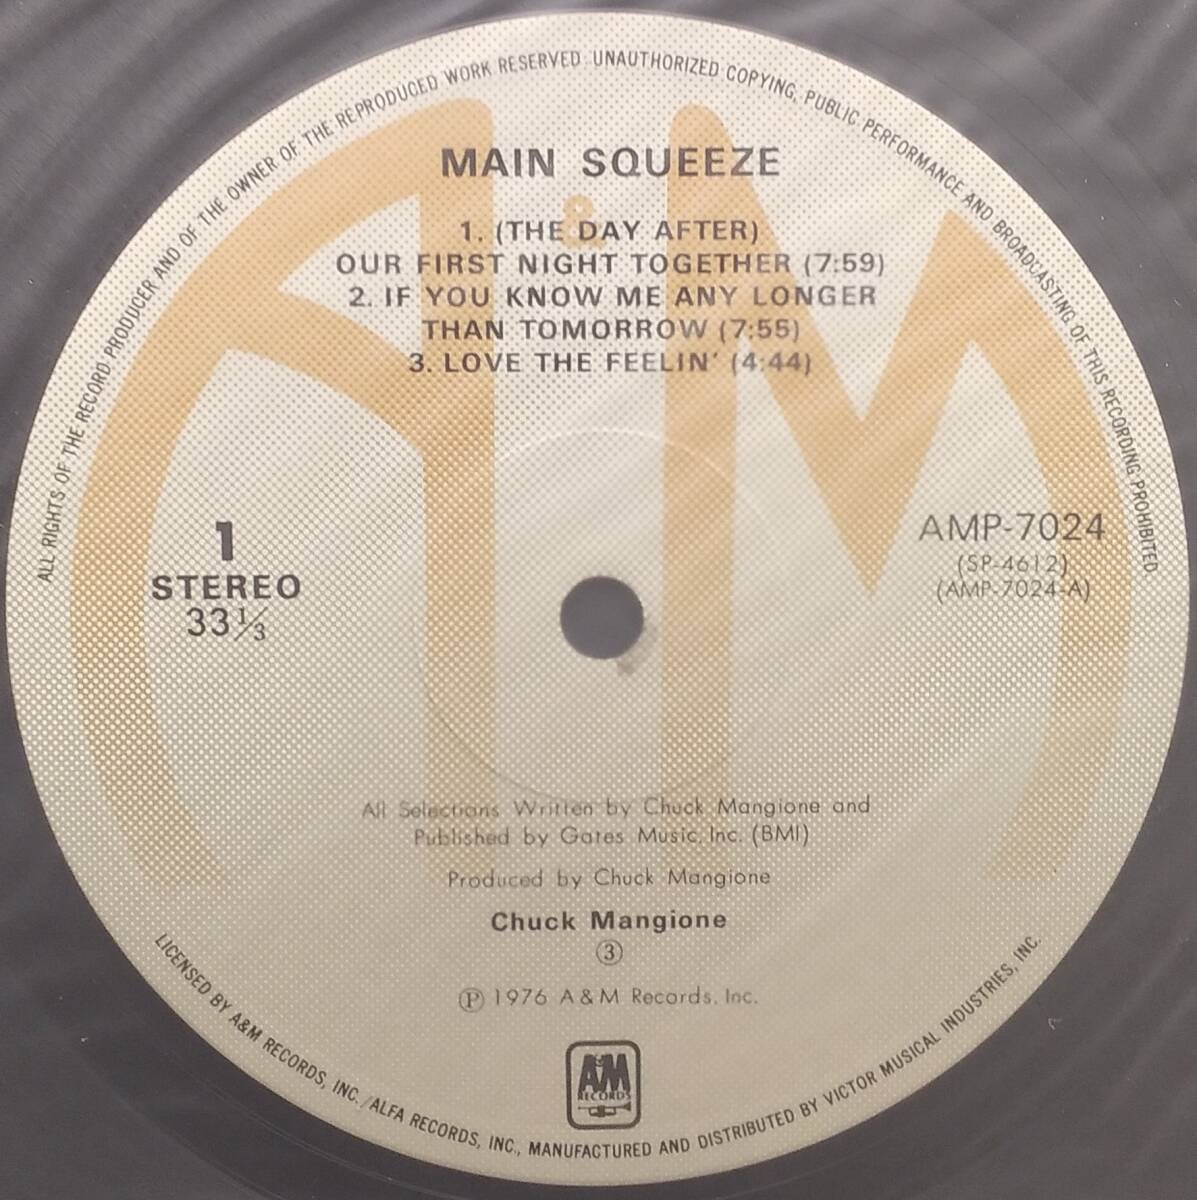 ALL RIGHTS OF THE RECORD PRODUCER AND OF THE OWNER OF THE REPRODUCED WORK RESERVED UNAUTHORIZED COPYING, PUBLIC PERFORMANCE AND BROADCASTING OF THIS RECORDING PROHIBITED.
A&M
MAIN SQUEEZE
1. (THE DAY AFTER)
OUR FIRST NIGHT TOGETHER (7:59)
2. IF YOU KNOW ME ANY LONGER
THAN TOMORROW (7:55)
3. LOVE THE FEELIN' (4:44)
1
STEREO
33⅓
AMP-7024
(SP-4612)
(AMP-7024-A)
All Selections Written by Chuck Mangione and
Published by Gates Music, Inc. (BMI)
Produced by Chuck Mangione
Chuck Mangione
③
Ⓟ 1976 A&M Records, Inc.
A&M
RECORDS
LICENSED BY A&M RECORDS, INC./ALFA RECORDS, INC., MANUFACTURED AND DISTRIBUTED BY VICTOR MUSICAL INDUSTRIES, INC.